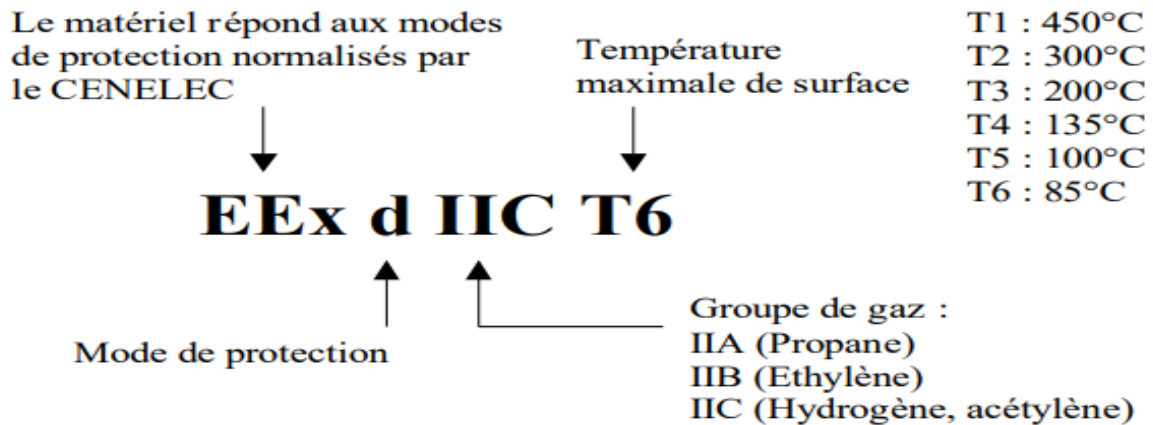 Le matériel répond aux modes
de protection normalisés par
le CENELEC
Température
maximale de surface
T1 : 450°C
T2 : 300°C
T3 : 200°C
T4 : 135°C
T5 : 100°C
T6 : 85°C
EEx d IIC T6
Mode de protection
Groupe de gaz :
IIA (Propane)
IIB (Ethylène)
IIC (Hydrogène, acétylène)